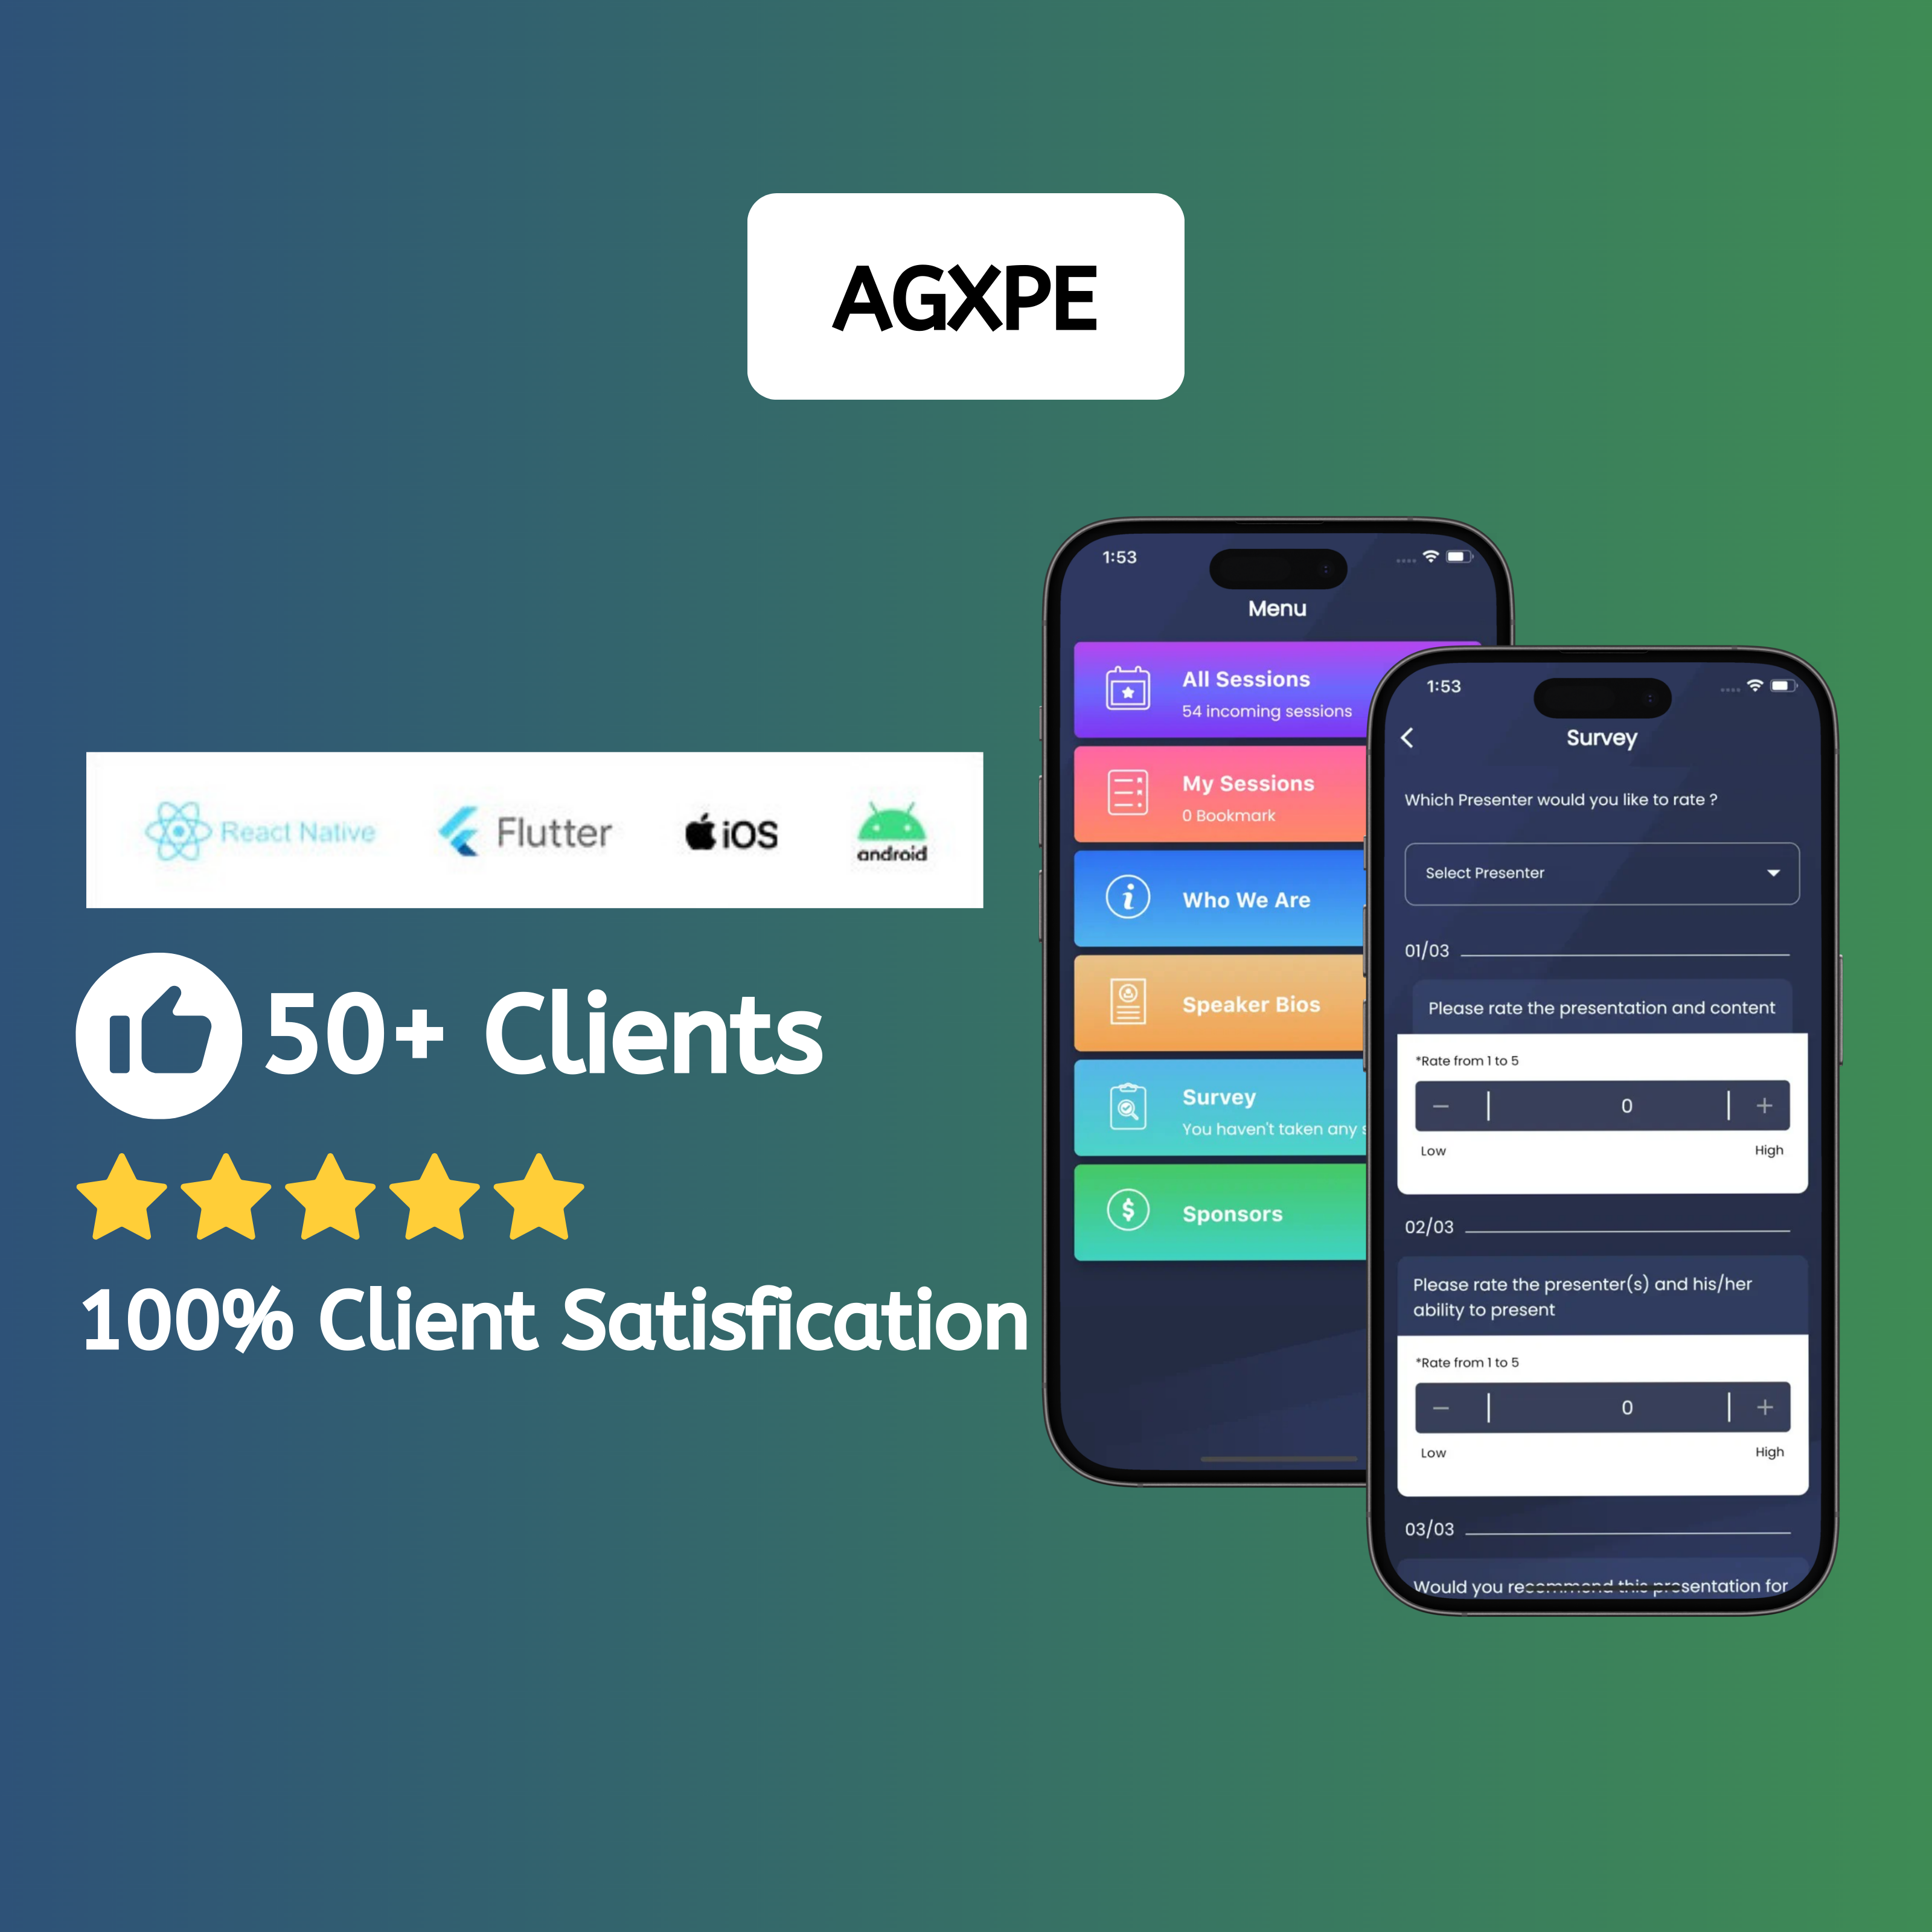 AGXPE
React Native
Flutter
iOS
android
50+ Clients
100% Client Satisfication
1:53
Menu
All Sessions
54 incoming sessions
My Sessions
0 Bookmark
Who We Are
Speaker Bios
Survey
You haven't taken any s
Sponsors
1:53
Survey
Which Presenter would you like to rate ?
Select Presenter
01/03
Please rate the presentation and content
*Rate from 1 to 5
0
Low High
02/03
Please rate the presenter(s) and his/her
ability to present
*Rate from 1 to 5
0
Low High
03/03
Would you recommend this presentation for